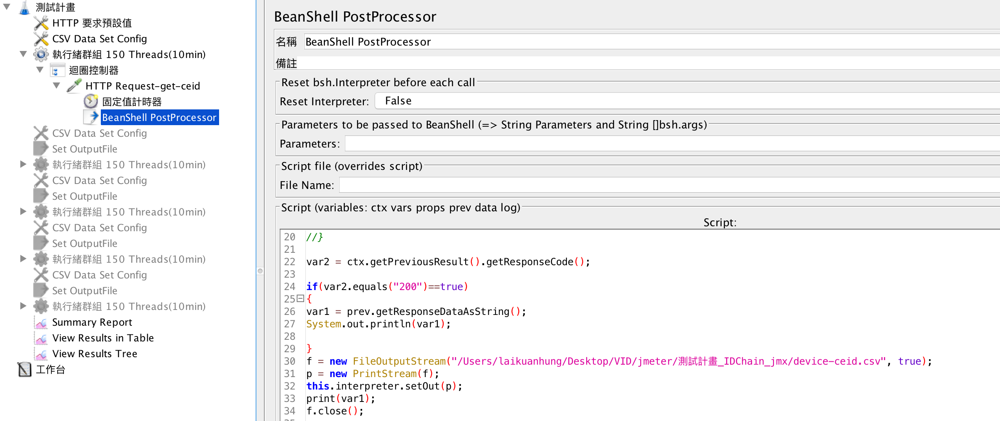 測試計畫
HTTP 要求預設值
CSV Data Set Config
執行緒群組 150 Threads(10min)
迴圈控制器
HTTP Request-get-ceid
固定值計時器
BeanShell PostProcessor
CSV Data Set Config
Set OutputFile
執行緒群組 150 Threads(10min)
CSV Data Set Config
Set OutputFile
執行緒群組 150 Threads(10min)
CSV Data Set Config
Set OutputFile
執行緒群組 150 Threads(10min)
CSV Data Set Config
Set OutputFile
執行緒群組 150 Threads(10min)
Summary Report
View Results in Table
View Results Tree
工作台
BeanShell PostProcessor
名稱 BeanShell PostProcessor
備註
Reset bsh.Interpreter before each call
Reset Interpreter: False
Parameters to be passed to BeanShell (=> String Parameters and String []bsh.args)
Parameters:
Script file (overrides script)
File Name:
Script (variables: ctx vars props prev data log)
Script:
20 //}
21
22 var2 = ctx.getPreviousResult().getResponseCode();
23
24 if(var2.equals("200")==true)
25 {
26 var1 = prev.getResponseDataAsString();
27 System.out.println(var1);
28
29 }
30 f = new FileOutputStream("/Users/laikuanhung/Desktop/VID/jmeter/測試計畫_IDChain_jmx/device-ceid.csv", true);
31 p = new PrintStream(f);
32 this.interpreter.setOut(p);
33 print(var1);
34 f.close();